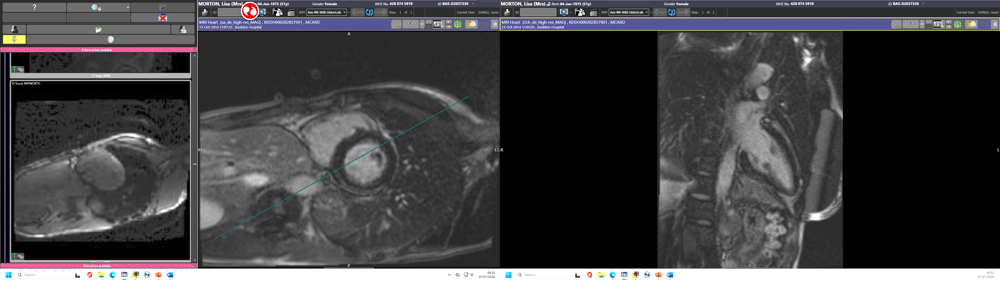 ?
Future priors available
17 imgs, (MR)
TI-Scout PAPWORTH
Past priors available
MORTON, Lisa (Mrs) 04-Jan-1975 (51y) Gender Female NHS No. 428 074 5919 ID BAS-D2037330
SD WFP Any-MR-With Historicals Step: 1 of 1 Current User: DUNGU, Jason
MRI Heart (sa_de_high-res_MAG) , RDDH000282857901 , MCARD
13-Oct-2014 11:07:32 , Basildon Hospital
A
RI
LS
P
MORTON, Lisa (Mrs) Born 04-Jan-1975 (51y) Gender Female NHS No. 428 074 5919 ID BAS-D2037330
SD WFP Any-MR-With Historicals Step: 1 of 1 Current User: DUNGU, Jason
MRI Heart (2ch_de_high-res_MAG) , RDDH000282857901 , MCARD
13-Oct-2014 11:05:05 , Basildon Hospital
S
R
L
I
Search
09:52
07/07/2026
Search
09:52
07/07/2026